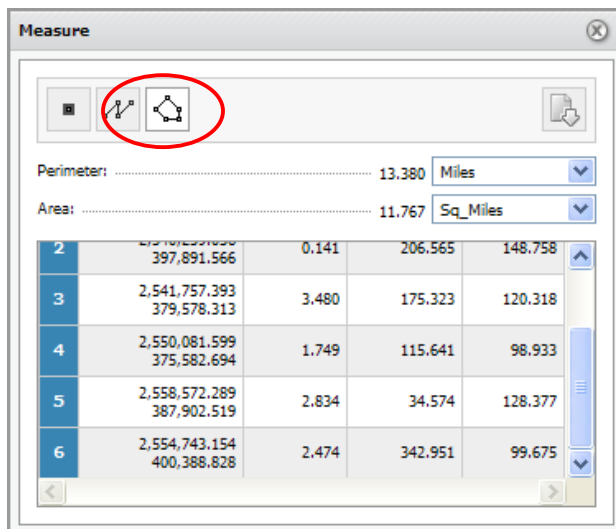 Measure
Perimeter: 13.380 Miles
Area: 11.767 Sq_Miles
2 397,891.566 0.141 206.565 148.758
3 2,541,757.393 3.480 175.323 120.318
379,578.313
4 2,550,081.599 1.749 115.641 98.933
375,582.694
5 2,558,572.289 2.834 34.574 128.377
387,902.519
6 2,554,743.154 2.474 342.951 99.675
400,388.828